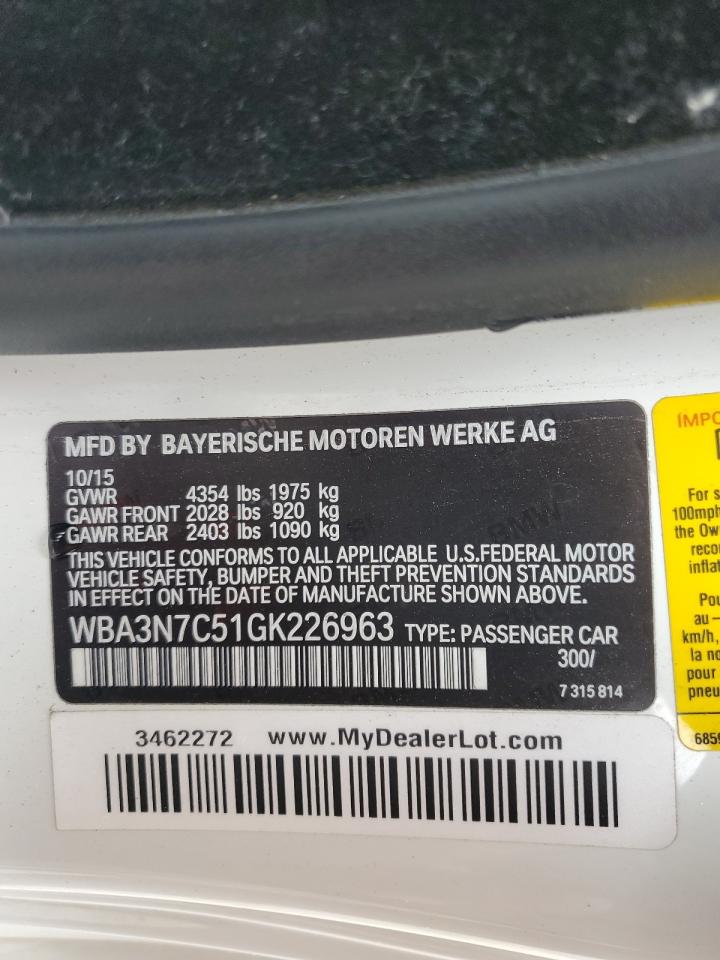 MFD BY BAYERISCHE MOTOREN WERKE AG
10/15
GVWR 4354 lbs 1975 kg
GAWR FRONT 2028 lbs 920 kg
GAWR REAR 2403 lbs 1090 kg
THIS VEHICLE CONFORMS TO ALL APPLICABLE U.S.FEDERAL MOTOR
VEHICLE SAFETY, BUMPER AND THEFT PREVENTION STANDARDS
IN EFFECT ON THE DATE OF MANUFACTURE SHOWN ABOVE.
WBA3N7C51GK226963 TYPE: PASSENGER CAR
300/
7 315 814
3462272 www.MyDealerLot.com
For s
100mph
the Ow
reco
inflat
Pou
au –
km/h,
la no
pour
pneu